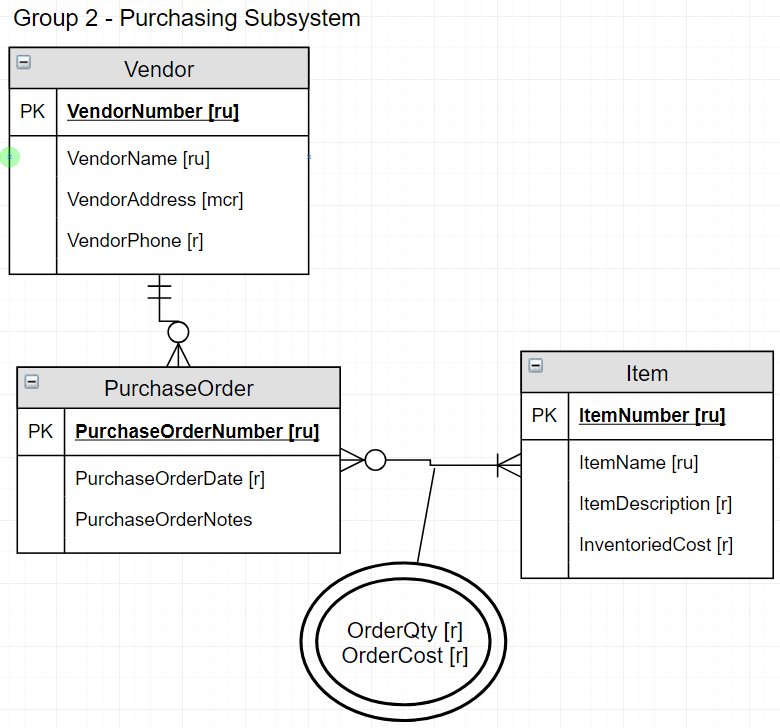 Group 2 - Purchasing Subsystem
Vendor
PK VendorNumber [ru]
VendorName [ru]
VendorAddress [mcr]
VendorPhone [r]
PurchaseOrder
PK PurchaseOrderNumber [ru]
PurchaseOrderDate [r]
PurchaseOrderNotes
Item
PK ItemNumber [ru]
ItemName [ru]
ItemDescription [r]
InventoriedCost [r]
OrderQty [r]
OrderCost [r]